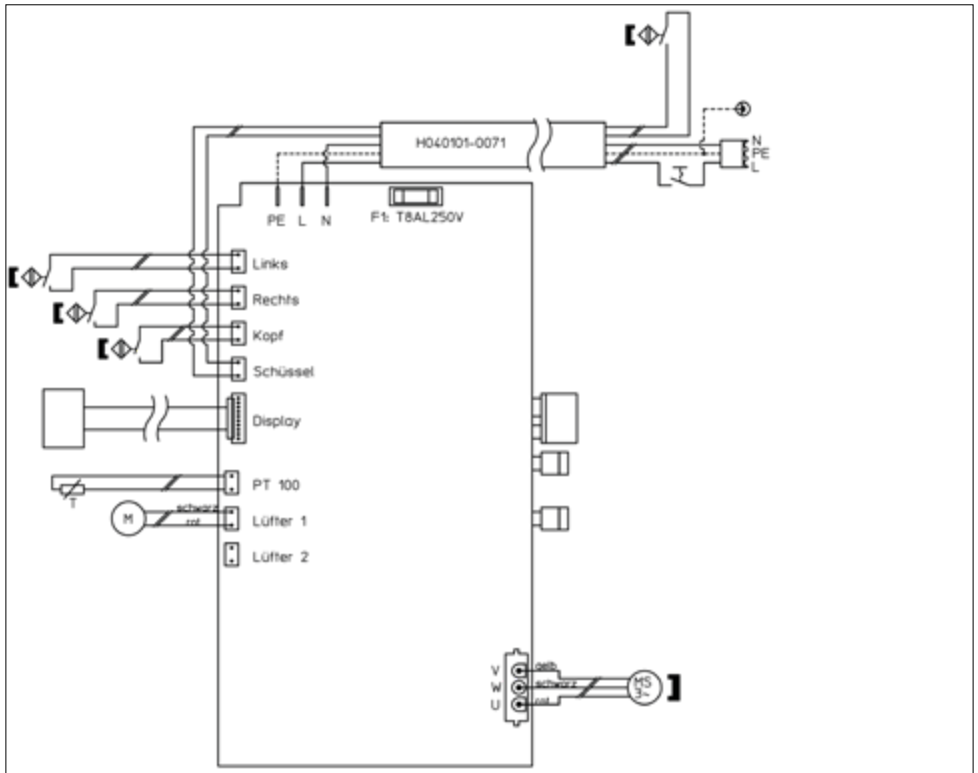 H040101-0071
N
PE
L
PE L N
F1: T8AL250V
Links
Rechts
Kopf
Schüssel
Display
PT 100
T
M
schwarz
rot
Lüfter 1
Lüfter 2
V
gelb
W
schwarz
U
rot
MS
3~